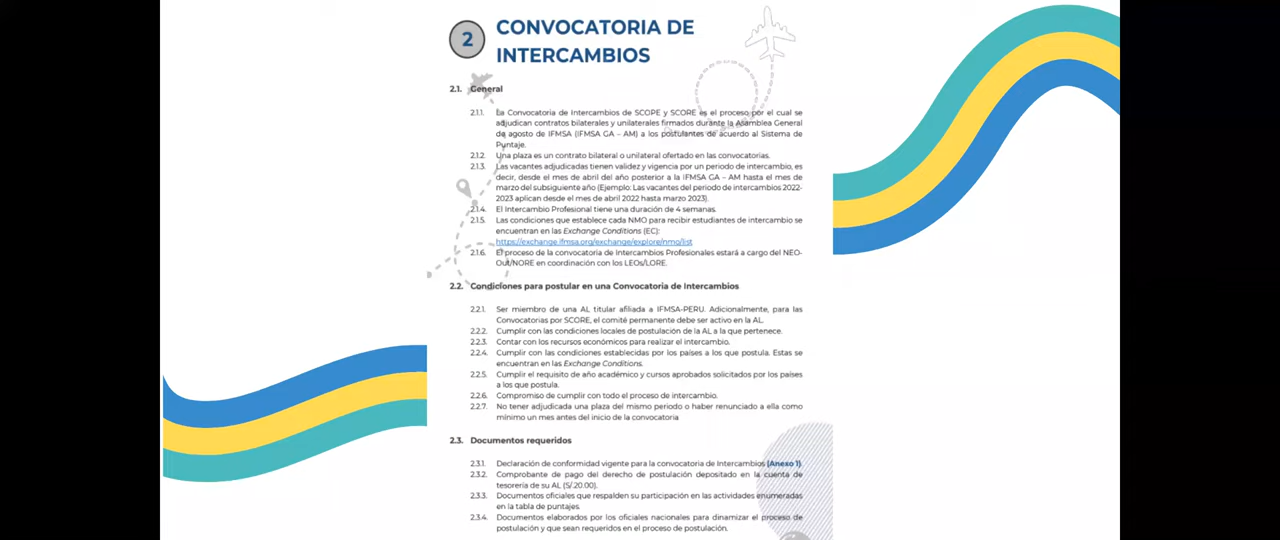 2
CONVOCATORIA DE
INTERCAMBIOS
2.1. General
2.1.1. La Convocatoria de Intercambios de SCOPE y SCORE es el proceso por el cual se
adjudican contratos bilaterales y unilaterales firmados durante la Asamblea General
de agosto de IFMSA (IFMSA GA – AM) a los postulantes de acuerdo al Sistema de
Puntaje.
2.1.2. Una plaza es un contrato bilateral o unilateral ofertado en las convocatorias.
2.1.3. Las vacantes adjudicadas tienen validez y vigencia por un periodo de intercambio, es
decir, desde el mes de abril del año posterior a la IFMSA GA – AM hasta el mes de
marzo del subsiguiente año (Ejemplo: Las vacantes del periodo de intercambios 2022-
2023 aplican desde el mes de abril 2022 hasta marzo 2023).
2.1.4. El Intercambio Profesional tiene una duración de 4 semanas.
2.1.5. Las condiciones que establece cada NMO para recibir estudiantes de intercambio se
encuentran en las Exchange Conditions (EC):
https://exchange.ifmsa.org/exchange/explore/nmo/list
2.1.6. El proceso de la convocatoria de Intercambios Profesionales estará a cargo del NEO-
Out/NORE en coordinación con los LEOs/LORE.
2.2. Condiciones para postular en una Convocatoria de Intercambios
2.2.1. Ser miembro de una AL titular afiliada a IFMSA-PERU. Adicionalmente, para las
Convocatorias por SCORE, el comité permanente debe ser activo en la AL.
2.2.2. Cumplir con las condiciones locales de postulación de la AL a la que pertenece.
2.2.3. Contar con los recursos económicos para realizar el intercambio.
2.2.4. Cumplir con las condiciones establecidas por los países a los que postula. Estas se
encuentran en las Exchange Conditions.
2.2.5. Cumplir el requisito de año académico y cursos aprobados solicitados por los países
a los que postula.
2.2.6. Compromiso de cumplir con todo el proceso de intercambio.
2.2.7. No tener adjudicada una plaza del mismo periodo o haber renunciado a ella como
mínimo un mes antes del inicio de la convocatoria
2.3. Documentos requeridos
2.3.1. Declaración de conformidad vigente para la convocatoria de Intercambios (Anexo 1).
2.3.2. Comprobante de pago del derecho de postulación depositado en la cuenta de
tesorería de su AL (S/.20.00).
2.3.3. Documentos oficiales que respalden su participación en las actividades enumeradas
en la tabla de puntajes.
2.3.4. Documentos elaborados por los oficiales nacionales para dinamizar el proceso de
postulación y que sean requeridos en el proceso de postulación.